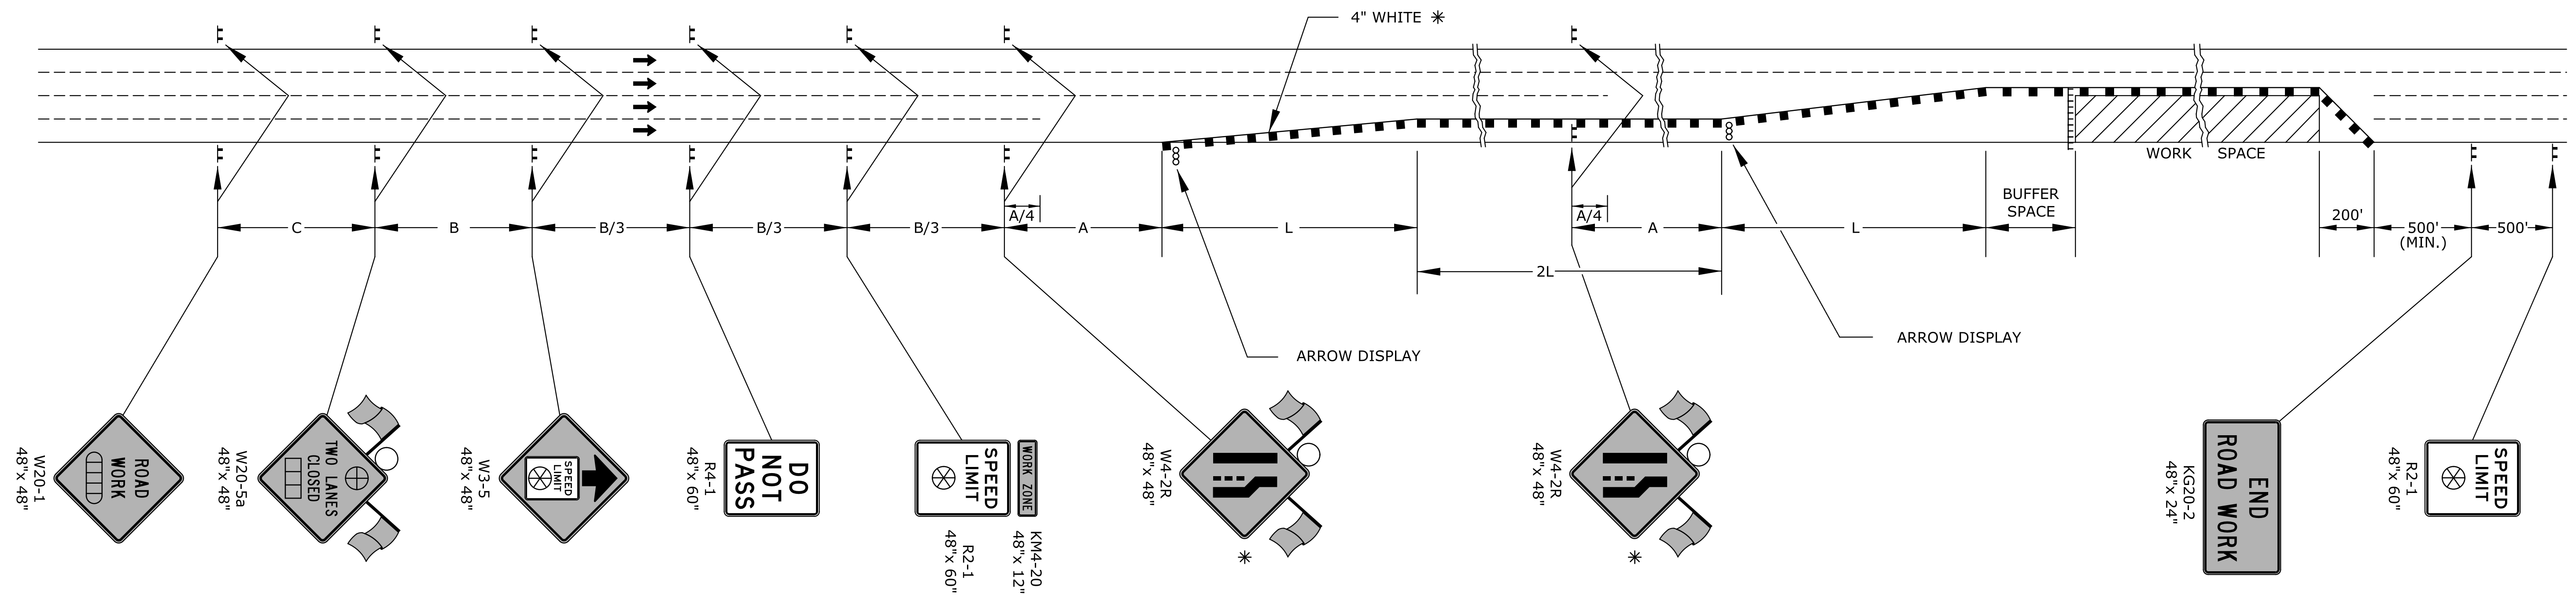 4" WHITE *
WORK SPACE
A/4
A/4
BUFFER
SPACE
200'
500'
(MIN.)
500'
C
B
B/3
B/3
B/3
A
L
A
L
2L
ARROW DISPLAY
ARROW DISPLAY
ROAD
WORK
W20-1
48"x 48"
TWO LANES
CLOSED
W20-5a
48"x 48"
SPEED
LIMIT
W3-5
48"x 48"
DO
NOT
PASS
R4-1
48"x 60"
WORK ZONE
SPEED
LIMIT
KM4-20
48"x 12"
R2-1
48"x 60"
W4-2R
48"x 48"
*
W4-2R
48"x 48"
*
END
ROAD WORK
KG20-2
48"x 24"
SPEED
LIMIT
R2-1
48"x 60"